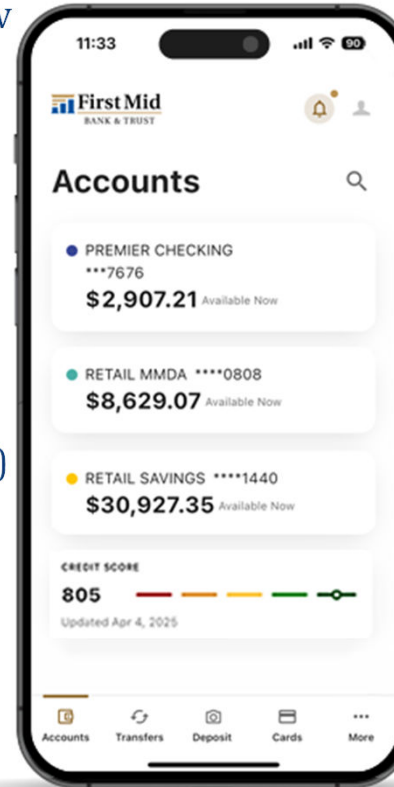 w
11:33
90
First Mid
BANK & TRUST
Accounts
PREMIER CHECKING
***7676
$2,907.21 Available Now
RETAIL MMDA ****0808
$8,629.07 Available Now
)
RETAIL SAVINGS ****1440
$30,927.35 Available Now
CREDIT SCORE
805
Updated Apr 4, 2025
Accounts Transfers Deposit Cards More